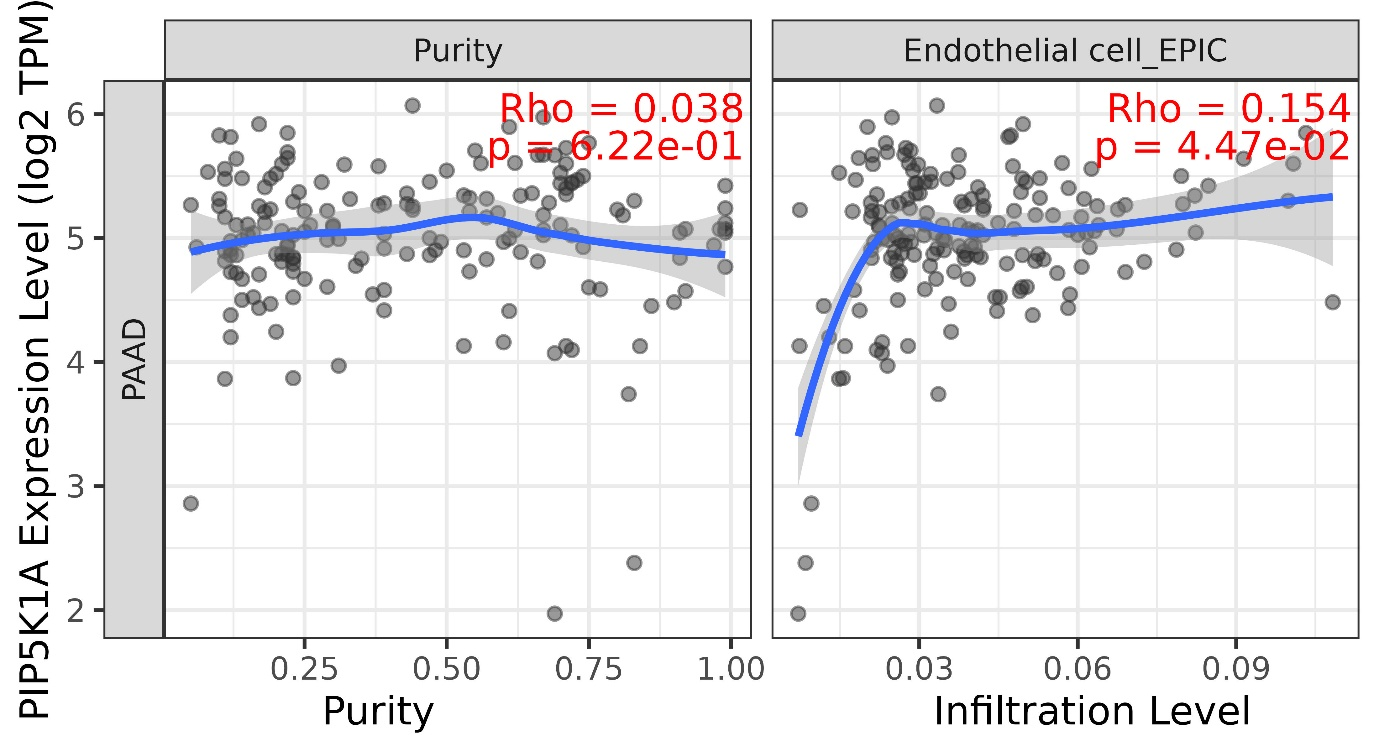 PIP5K1A Expression Level (log2 TPM)
PAAD
Purity
Endothelial cell_EPIC
Rho = 0.038
p = 6.22e-01
Rho = 0.154
p = 4.47e-02
6
5
4
3
2
0.25 0.50 0.75 1.00
0.03 0.06 0.09
Purity
Infiltration Level